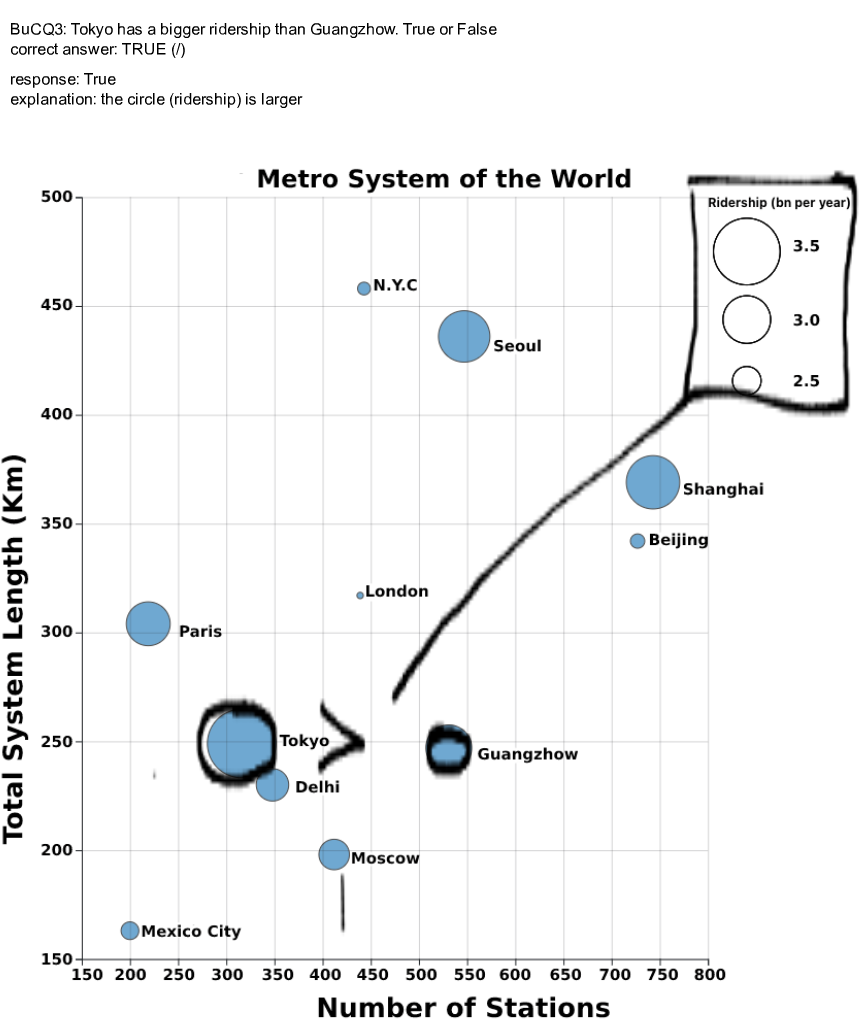 BuCQ3: Tokyo has a bigger ridership than Guangzhow. True or False
correct answer: TRUE (/)
response: True
explanation: the circle (ridership) is larger
Metro System of the World
Ridership (bn per year)
3.5
3.0
2.5
500
450
400
350
300
250
200
150
Total System Length (Km)
N.Y.C
Seoul
Shanghai
Beijing
London
Paris
Tokyo
>
Guangzhow
Delhi
Moscow
Mexico City
150 200 250 300 350 400 450 500 550 600 650 700 750 800
Number of Stations